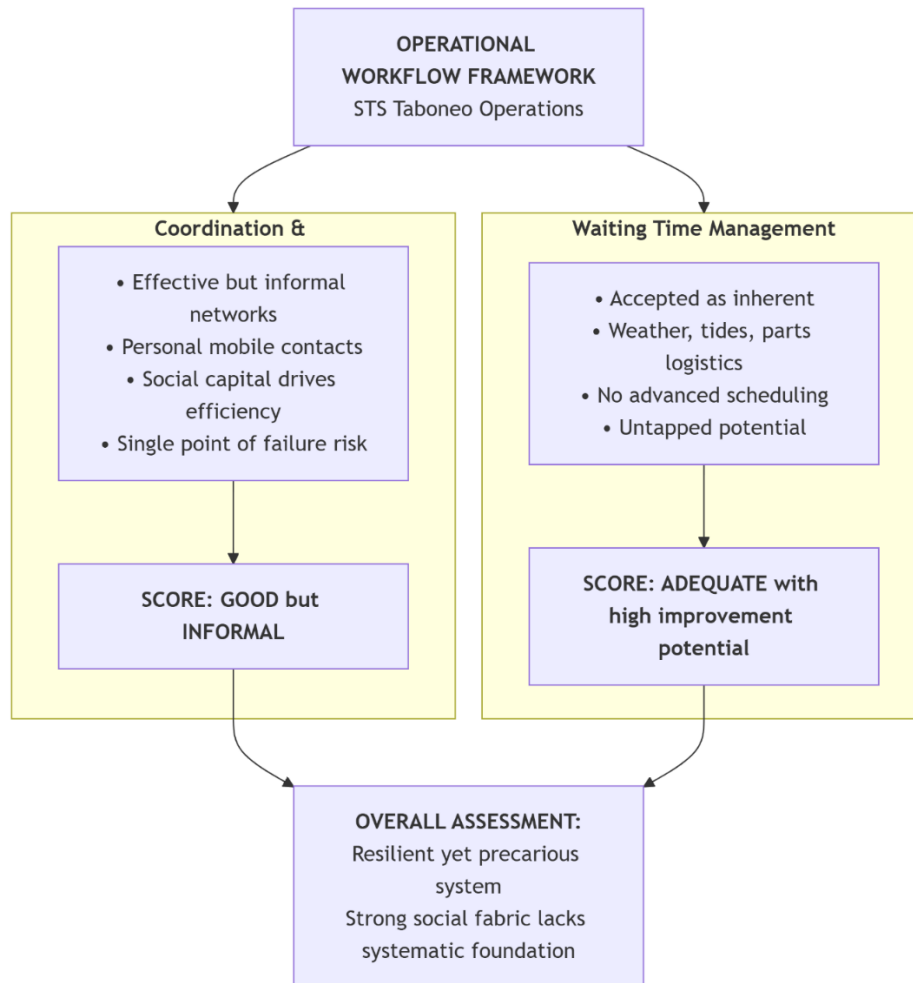 OPERATIONAL
WORKFLOW FRAMEWORK
STS Taboneo Operations
Coordination &
• Effective but informal
networks
• Personal mobile contacts
• Social capital drives
efficiency
• Single point of failure risk
SCORE: GOOD but
INFORMAL
Waiting Time Management
• Accepted as inherent
• Weather, tides, parts
logistics
• No advanced scheduling
• Untapped potential
SCORE: ADEQUATE with
high improvement
potential
OVERALL ASSESSMENT:
Resilient yet precarious
system
Strong social fabric lacks
systematic foundation